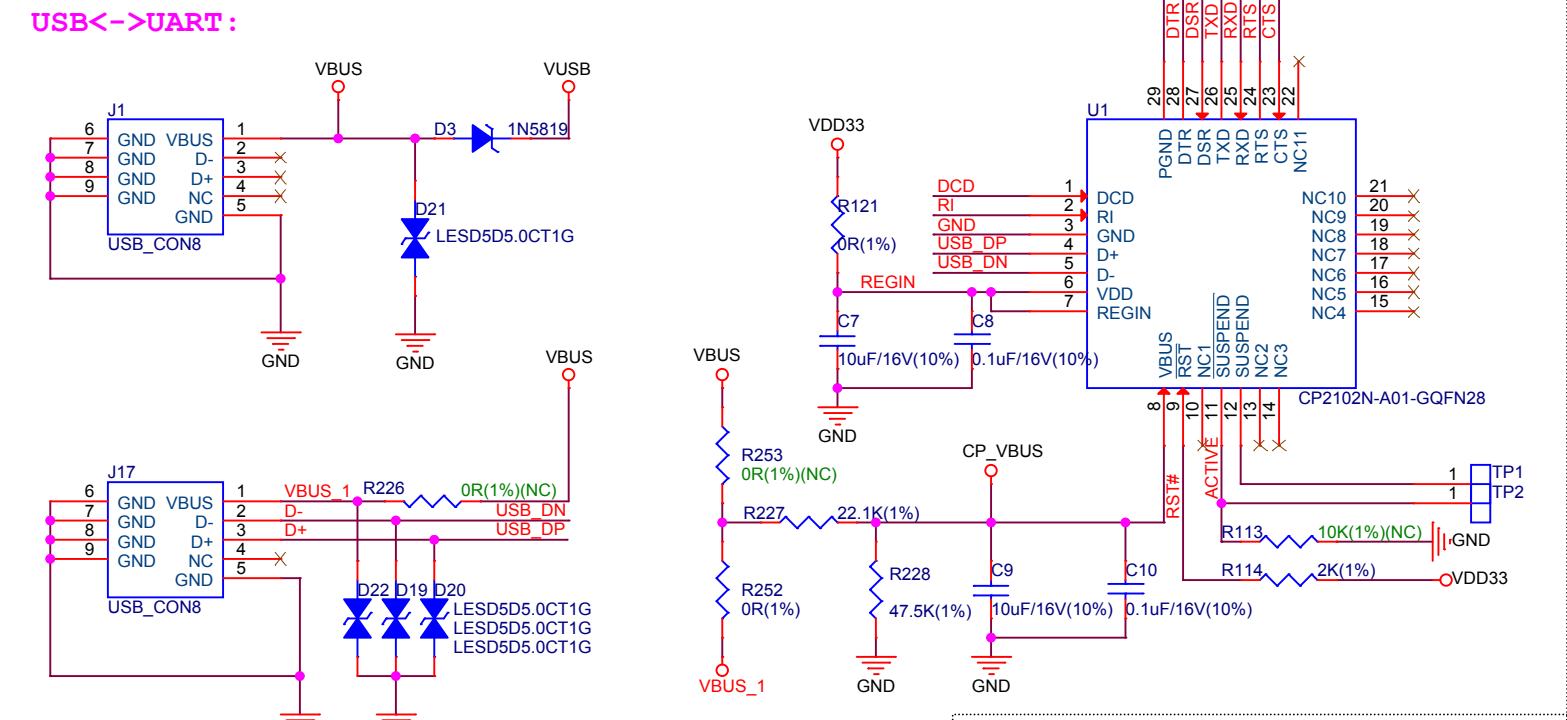 USB<->UART:
VBUS
VUSB
J1
D3
1N5819
6 GND VBUS 1
7 GND D- 2
8 GND D+ 3
9 GND NC 4
GND 5
USB_CON8
D21
LESD5D5.0CT1G
GND
GND
VBUS
J17
6 GND VBUS 1 VBUS_1 R226 0R(1%)(NC)
7 GND D- 2 D- USB_DN
8 GND D+ 3 D+ USB_DP
9 GND NC 4
GND 5
USB_CON8
D22 D19 D20
LESD5D5.0CT1G
LESD5D5.0CT1G
LESD5D5.0CT1G
VDD33
R121
0R(1%)
REGIN
C7
10uF/16V(10%)
C8
0.1uF/16V(10%)
GND
DTR
DSR
TXD
RXD
RTS
CTS
29
28
27
26
25
24
23
22
U1
PGND
DTR
DSR
TXD
RXD
RTS
CTS
NC11
DCD 1 DCD
RI 2 RI
GND 3 GND
USB_DP 4 D+
USB_DN 5 D-
6 VDD
7 REGIN
NC10 21
NC9 20
NC8 19
NC7 18
NC6 17
NC5 16
NC4 15
VBUS
RST
NC1
SUSPEND
SUSPEND
NC2
NC3
8
9
10
11
12
13
14
CP2102N-A01-GQFN28
RST#
ACTIVE
1 TP1
1 TP2
R113 10K(1%)(NC) GND
R114 2K(1%) VDD33
VBUS
R253
0R(1%)(NC)
CP_VBUS
R227 22.1K(1%)
R252
0R(1%)
VBUS_1
R228
47.5K(1%)
GND
C9
10uF/16V(10%)
C10
0.1uF/16V(10%)
GND